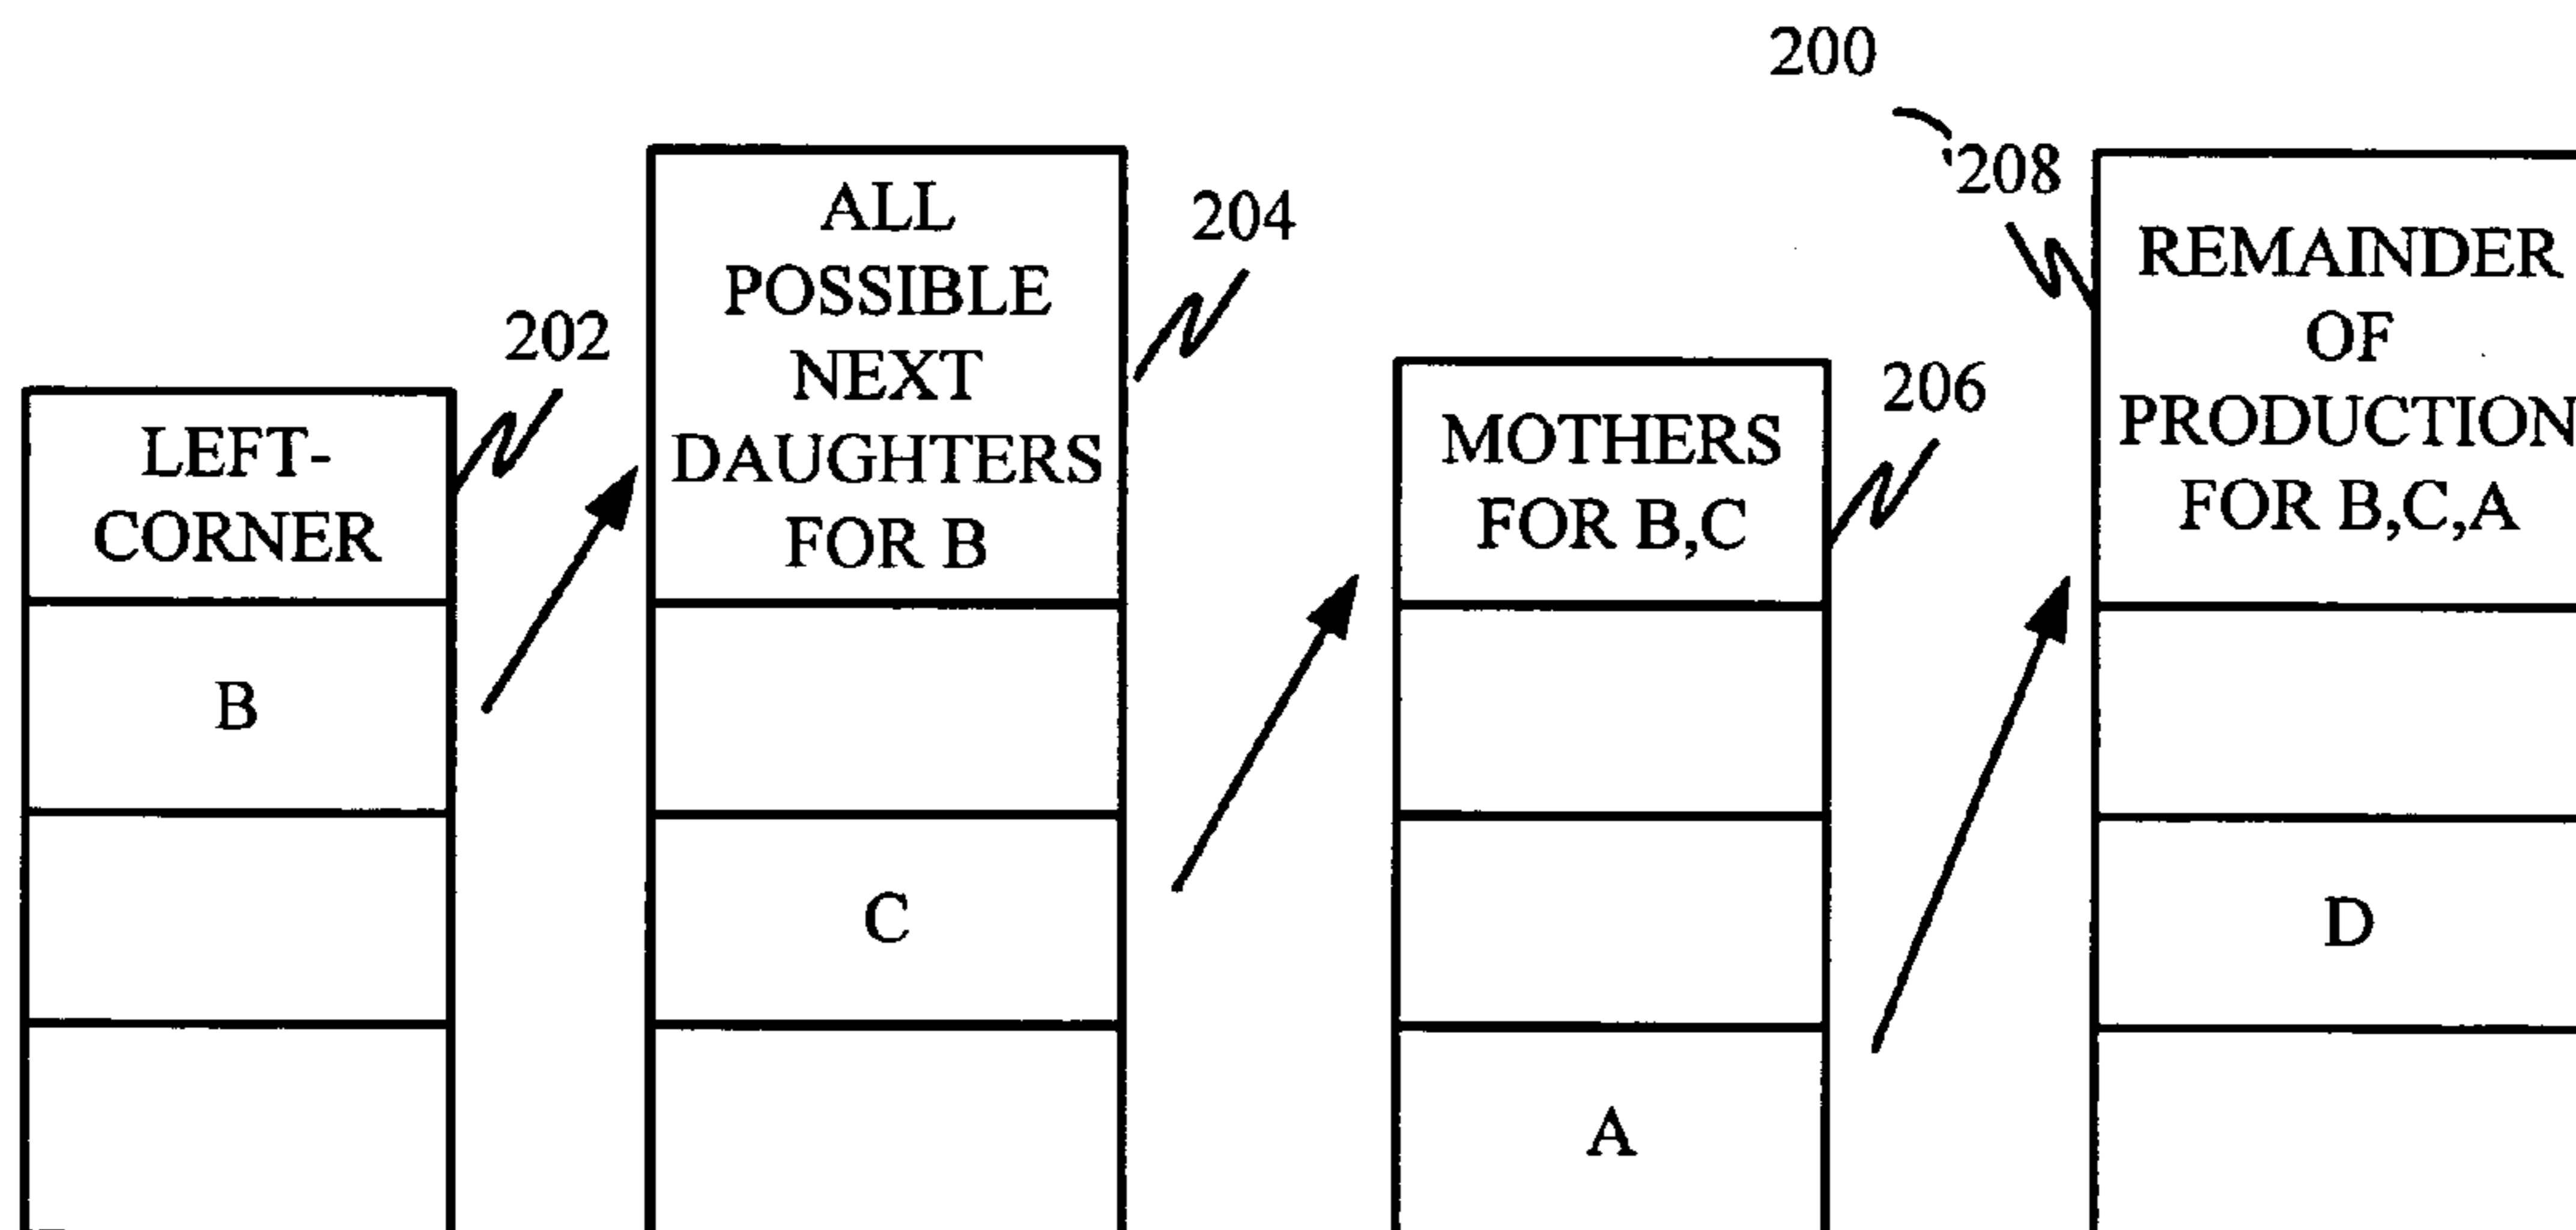 200
202
LEFT-
CORNER
B
204
ALL
POSSIBLE
NEXT
DAUGHTERS
FOR B
C
206
MOTHERS
FOR B,C
A
208
REMAINDER
OF
PRODUCTION
FOR B,C,A
D